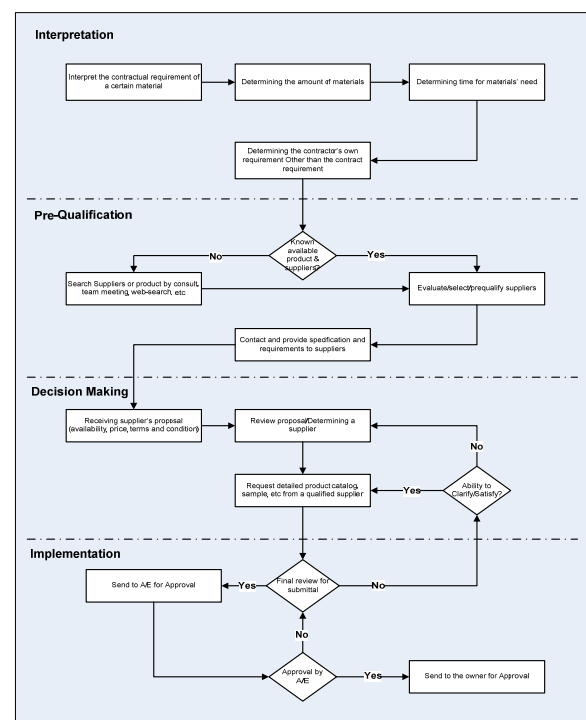 Interpretation
Interpret the contractual requirement of
a certain material
Determining the amount of materials
Determining time for materials' need
Determining the contractor's own
requirement Other than the contract
requirement
Pre-Qualification
Known
available
product &
suppliers?
No
Yes
Search Suppliers or product by consult,
team meeting, web-search, etc
Evaluate/select/prequalify suppliers
Contact and provide specification and
requirements to suppliers
Decision Making
Receiving supplier's proposal
(availability, price, terms and condition)
Review proposal/Determining a
supplier
No
Request detailed product catalog,
sample, etc from a qualified supplier
Yes
Ability to
Clarify/Satisfy?
Implementation
Send to A/E for Approval
Yes
Final review for
submittal
No
No
Approval by
A/E
Yes
Send to the owner for Approval